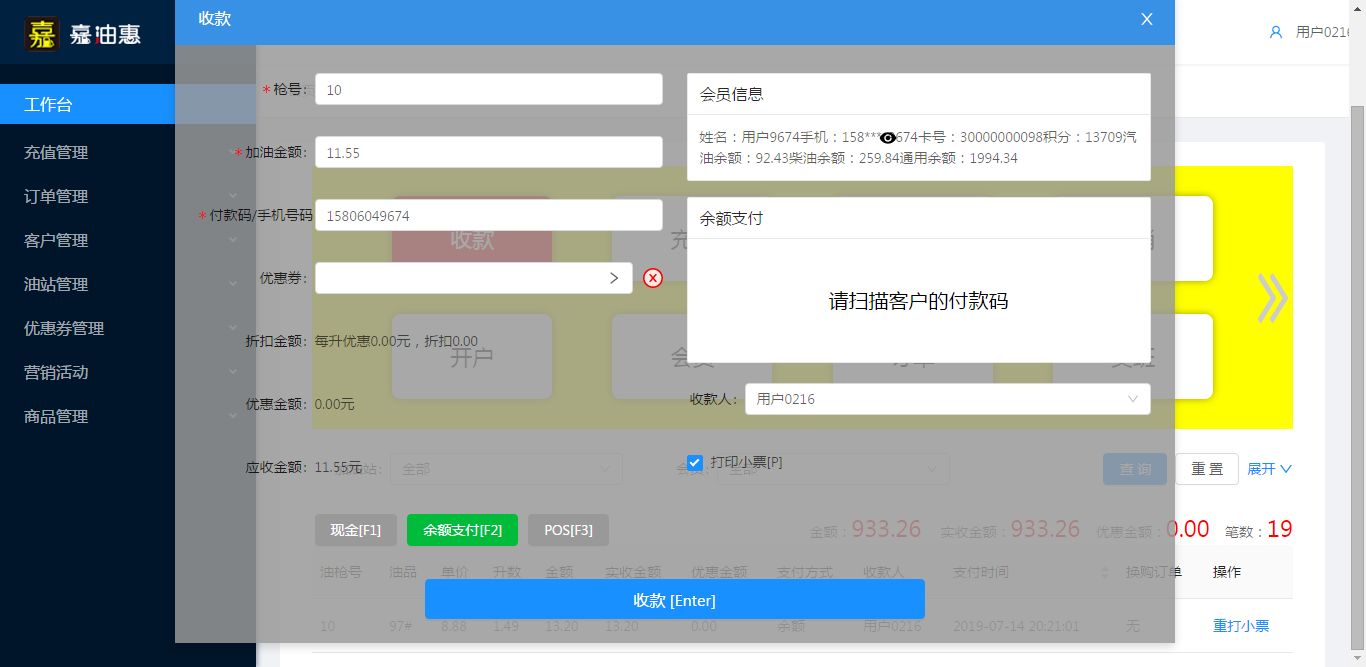 嘉
嘉油惠
收款
X
用户0216
工作台
充值管理
订单管理
客户管理
油站管理
优惠券管理
营销活动
商品管理
*枪号:
10
*加油金额:
11.55
*付款码/手机号码
15806049674
优惠券:
折扣金额:
每升优惠0.00元，折扣0.00
优惠金额:
0.00元
应收金额:
11.55元
现金[F1]
余额支付[F2]
POS[F3]
会员信息
姓名：用户9674手机：158***674卡号：30000000098积分：13709汽
油余额：92.43柴油余额：259.84通用余额：1994.34
余额支付
请扫描客户的付款码
收款人:
用户0216
打印小票[P]
收款 [Enter]
收款
开户
会员
订单
交班
全部
会员:
全部
查 询
重 置
展开
金额：933.26
实收金额：933.26
优惠金额：0.00
笔数：19
油枪号 油品 单价 升数 金额 实收金额 优惠金额 支付方式 收款人 支付时间 换购订单 操作
10 97# 8.88 1.49 13.20 13.20 0.00 余额 用户0216 2019-07-14 20:21:01 无 重打小票